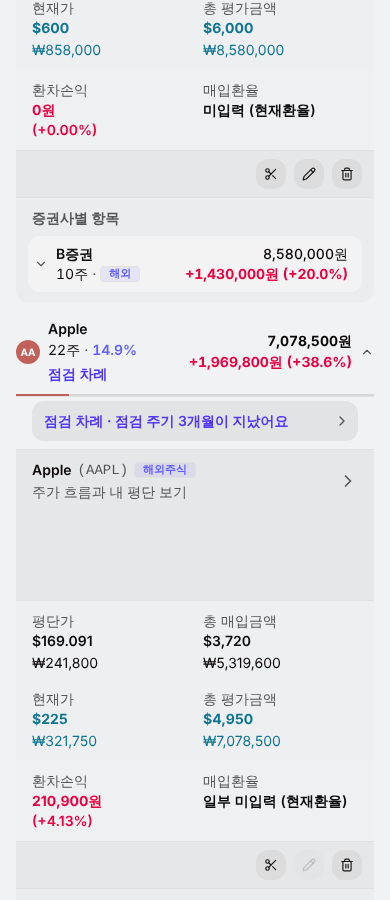 현재가 총 평가금액
$600 $6,000
₩858,000 ₩8,580,000
환차손익 매입환율
0원 미입력 (현재환율)
(+0.00%)
증권사별 항목
B증권 8,580,000원
10주 · 해외 +1,430,000원 (+20.0%)
Apple
AA 22주 · 14.9% 7,078,500원
점검 차례 +1,969,800원 (+38.6%)
점검 차례 · 점검 주기 3개월이 지났어요
Apple (AAPL) 해외주식
주가 흐름과 내 평단 보기
평단가 총 매입금액
$169.091 $3,720
₩241,800 ₩5,319,600
현재가 총 평가금액
$225 $4,950
₩321,750 ₩7,078,500
환차손익 매입환율
210,900원 일부 미입력 (현재환율)
(+4.13%)